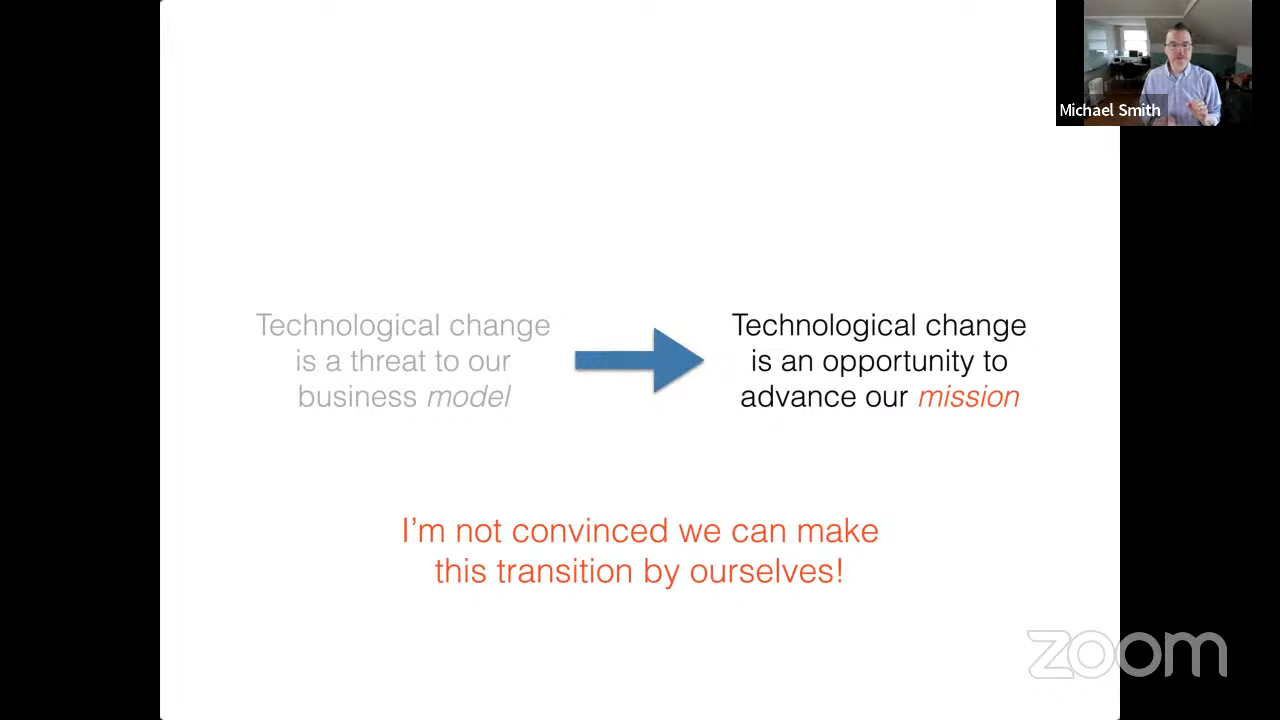 Michael Smith
Technological change
is a threat to our
business model
Technological change
is an opportunity to
advance our mission
I'm not convinced we can make
this transition by ourselves!
zoom